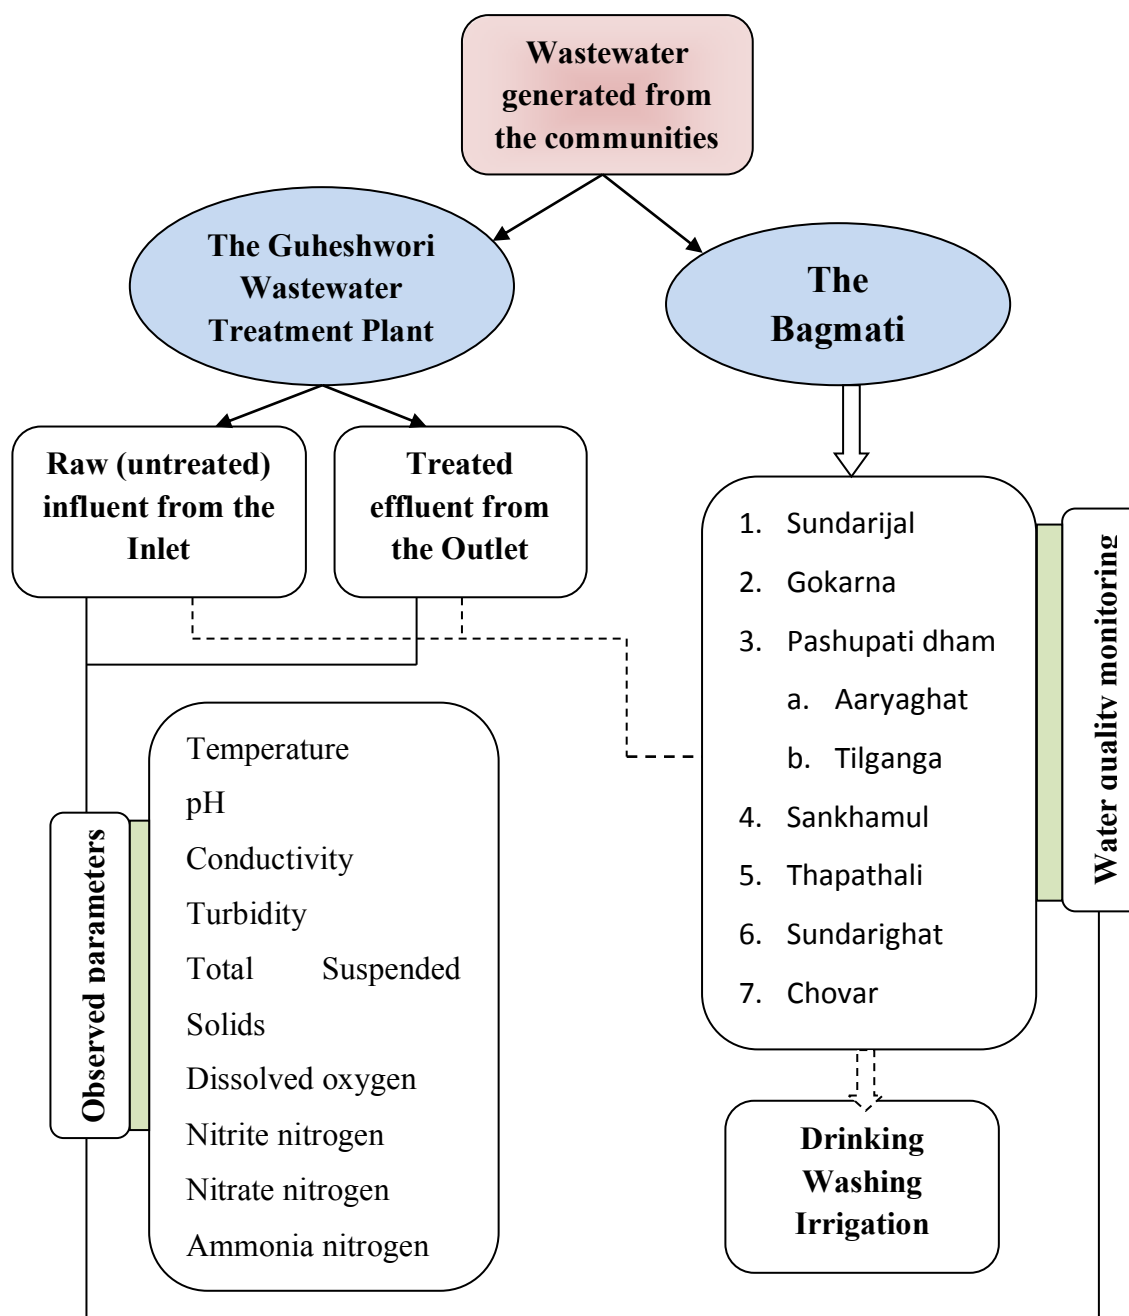 Wastewater
generated from
the communities
The Guheshwori
Wastewater
Treatment Plant
The
Bagmati
Raw (untreated)
influent from the
Inlet
Treated
effluent from
the Outlet
1. Sundarijal
2. Gokarna
3. Pashupati dham
a. Aaryaghat
b. Tilganga
4. Sankhamul
5. Thapathali
6. Sundarighat
7. Chovar
Water quality monitoring
Observed parameters
Temperature
pH
Conductivity
Turbidity
Total Suspended
Solids
Dissolved oxygen
Nitrite nitrogen
Nitrate nitrogen
Ammonia nitrogen
Drinking
Washing
Irrigation